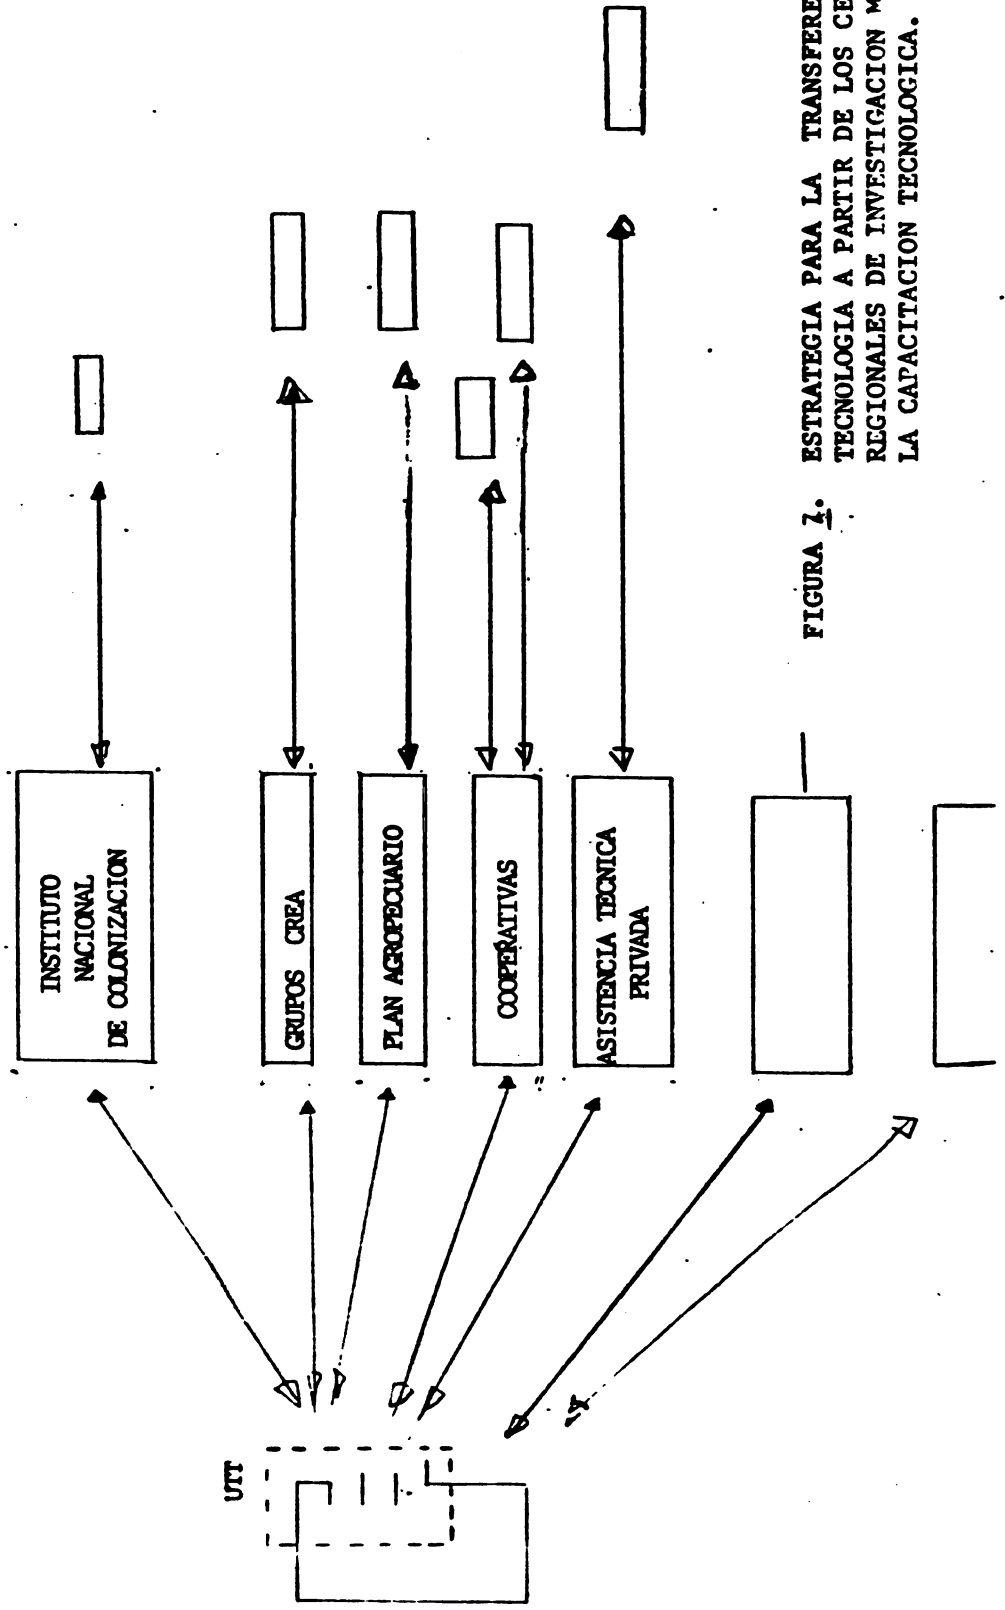 UTT
INSTITUTO
NACIONAL
DE COLONIZACION
GRUPOS CREA
PLAN AGROPECUARIO
COOPERATIVAS
ASISTENCIA TECNICA
PRIVADA
FIGURA 7. ESTRATEGIA PARA LA TRANSFERE
TECNOLOGIA A PARTIR DE LOS CE
REGIONALES DE INVESTIGACION M
LA CAPACITACION TECNOLOGICA.